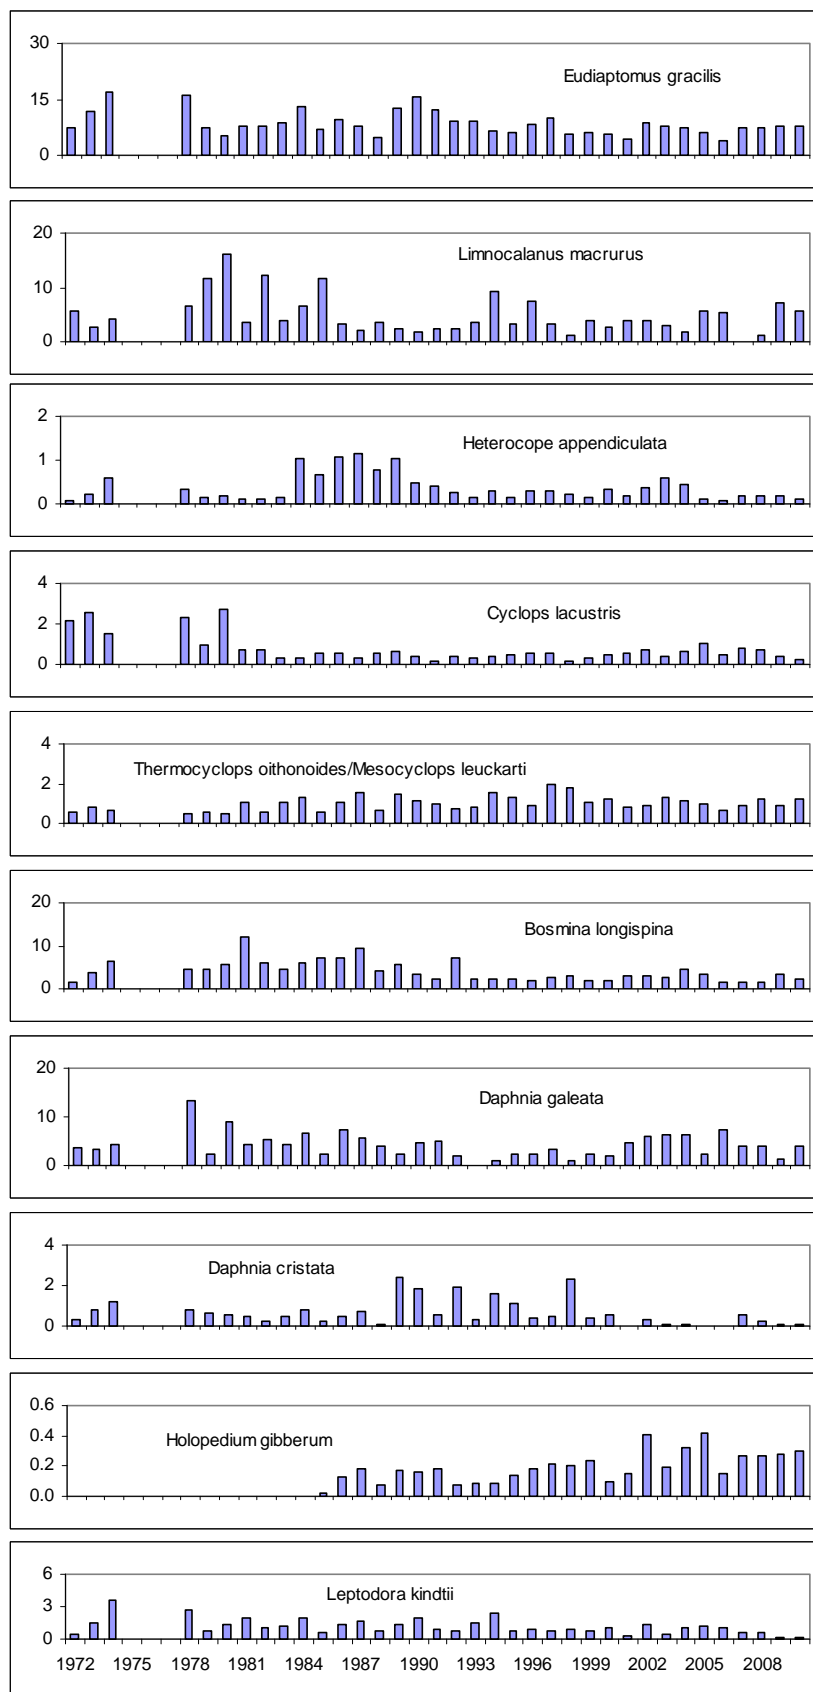 30
15
0
Eudiaptomus gracilis
20
10
0
Limnocalanus macrurus
2
1
0
Heterocope appendiculata
4
2
0
Cyclops lacustris
4
2
0
Thermocyclops oithonoides/Mesocyclops leuckarti
20
10
0
Bosmina longispina
20
10
0
Daphnia galeata
4
2
0
Daphnia cristata
0.6
0.4
0.2
0.0
Holopedium gibberum
6
3
0
Leptodora kindtii
1972 1975 1978 1981 1984 1987 1990 1993 1996 1999 2002 2005 2008